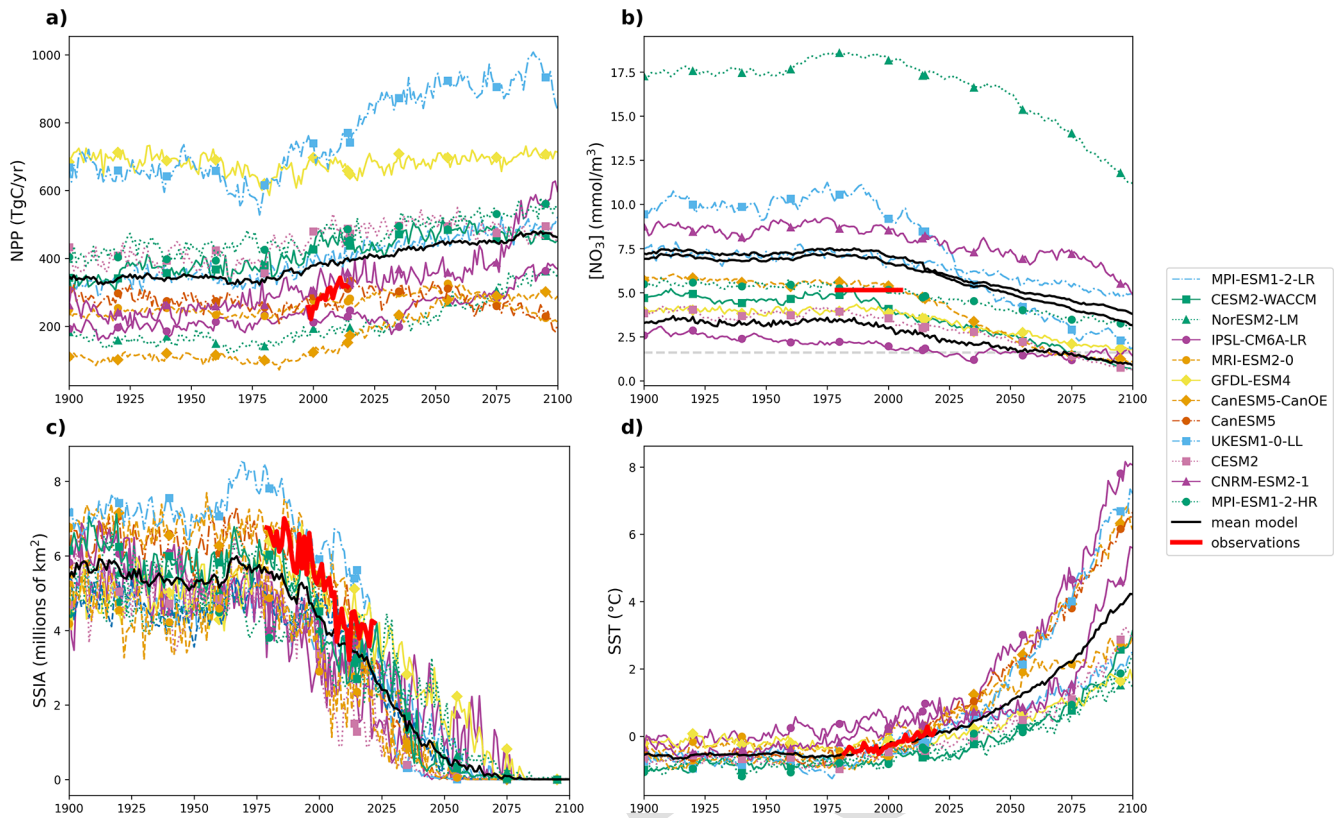 a)
NPP (TgC/yr)
1000
800
600
400
200
1900 1925 1950 1975 2000 2025 2050 2075 2100
b)
[NO₃] (mmol/m³)
17.5
15.0
12.5
10.0
7.5
5.0
2.5
0.0
1900 1925 1950 1975 2000 2025 2050 2075 2100
c)
SSIA (millions of km²)
8
6
4
2
0
1900 1925 1950 1975 2000 2025 2050 2075 2100
d)
SST (°C)
8
6
4
2
0
1900 1925 1950 1975 2000 2025 2050 2075 2100
MPI-ESM1-2-LR
CESM2-WACCM
NorESM2-LM
IPSL-CM6A-LR
MRI-ESM2-0
GFDL-ESM4
CanESM5-CanOE
CanESM5
UKESM1-0-LL
CESM2
CNRM-ESM2-1
MPI-ESM1-2-HR
mean model
observations